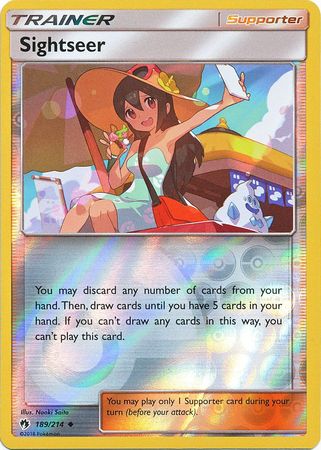 TRAINER Supporter
Sightseer
You may discard any number of cards from your
hand. Then, draw cards until you have 5 cards in your
hand. If you can't draw any cards in this way, you
can't play this card.
Illus. Naoki Saito
189/214
©2018 Pokémon
You may play only 1 Supporter card during your
turn (before your attack).